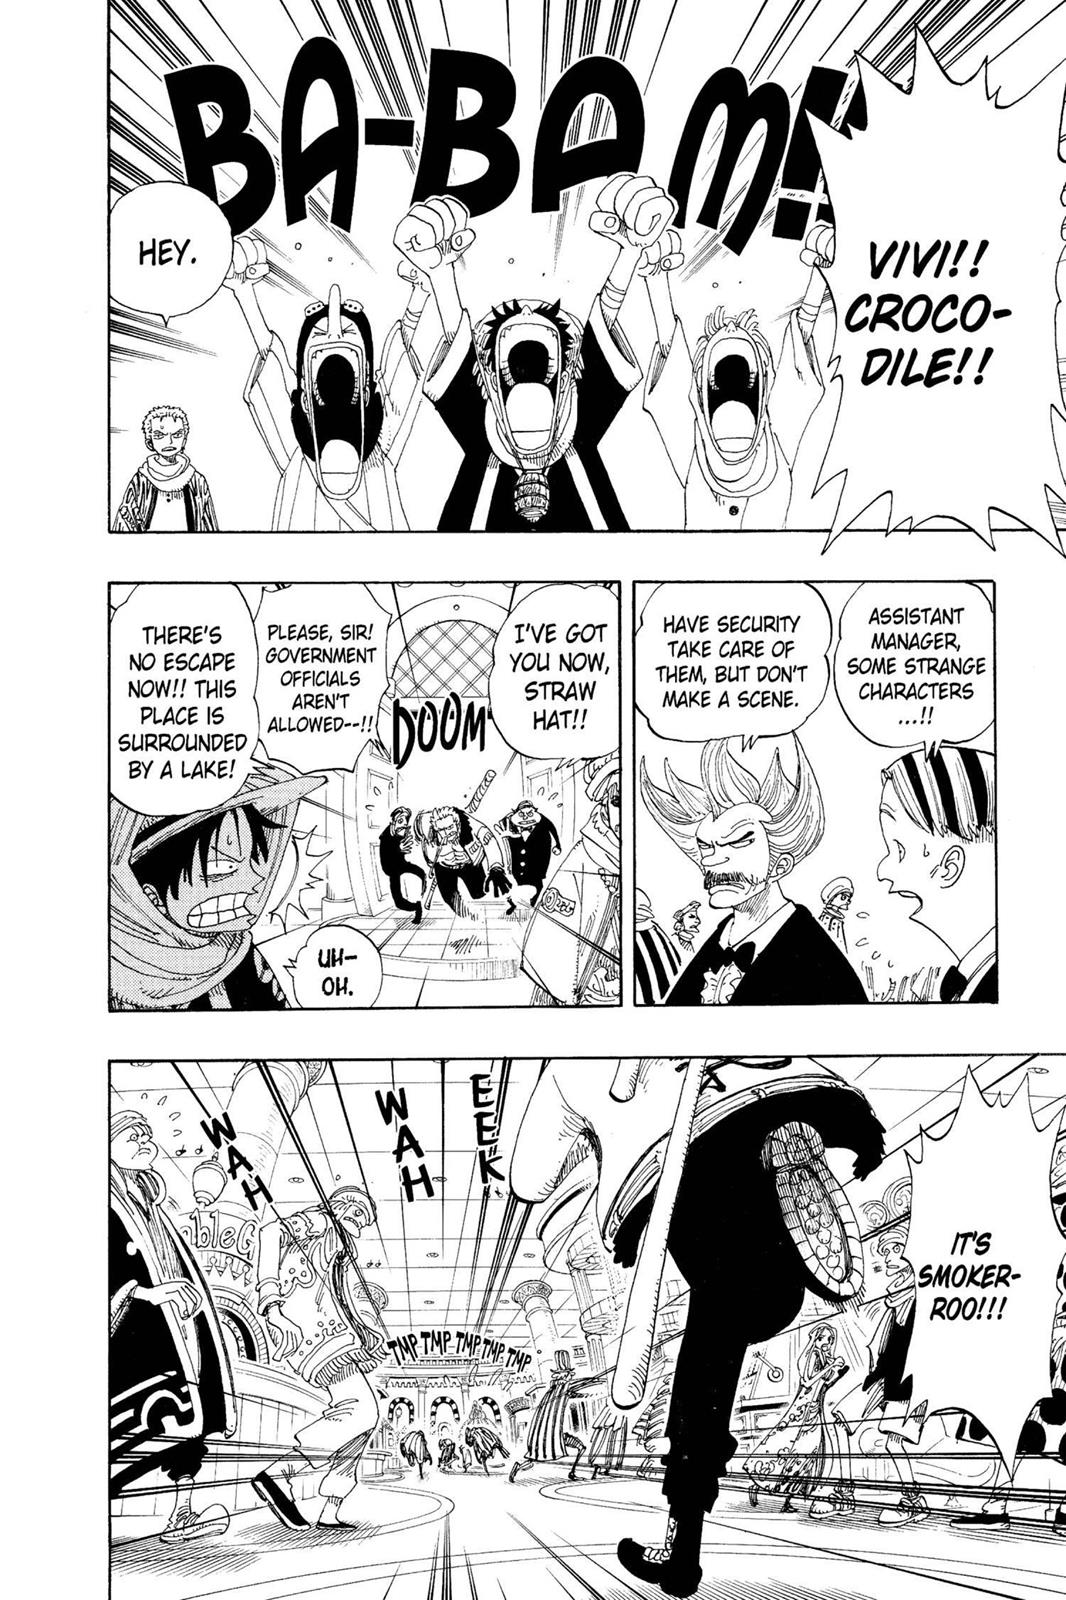 VIVI!!
CROCO-
DILE!!
BA-BAM!!
HEY.
ASSISTANT
MANAGER,
SOME STRANGE
CHARACTERS
...!!
HAVE SECURITY
TAKE CARE OF
THEM, BUT DON'T
MAKE A SCENE.
I'VE GOT
YOU NOW,
STRAW
HAT!!
DOOM
PLEASE, SIR!
GOVERNMENT
OFFICIALS
AREN'T
ALLOWED--!!
THERE'S
NO ESCAPE
NOW!! THIS
PLACE IS
SURROUNDED
BY A LAKE!
UH-
OH.
IT'S
SMOKER-
ROO!!!
EEK
WAH
WAH
TMP TMP TMP TMP TMP